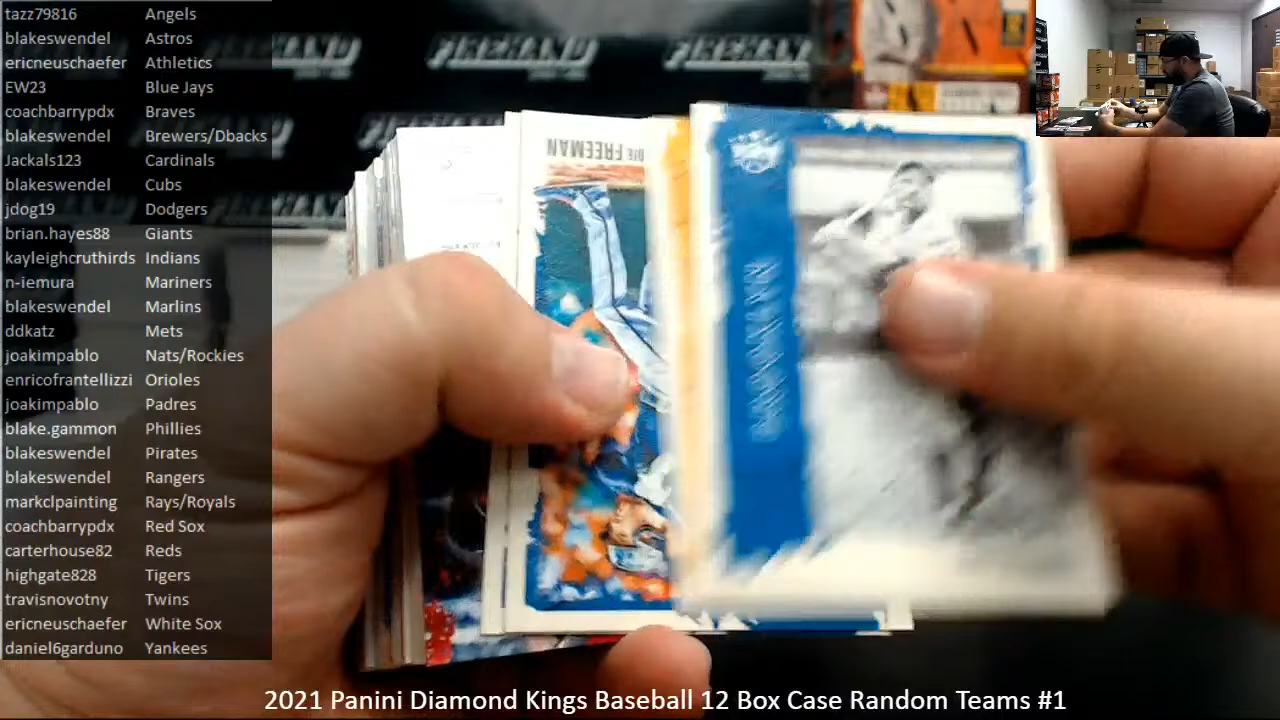 tazz79816 Angels
blakeswendel Astros
ericneuschaefer Athletics
EW23 Blue Jays
coachbarrypdx Braves
blakeswendel Brewers/Dbacks
Jackals123 Cardinals
blakeswendel Cubs
jdog19 Dodgers
brian.hayes88 Giants
kayleighcruthirds Indians
n-iemura Mariners
blakeswendel Marlins
ddkatz Mets
joakimpablo Nats/Rockies
enricofrantellizzi Orioles
joakimpablo Padres
blake.gammon Phillies
blakeswendel Pirates
blakeswendel Rangers
markclpainting Rays/Royals
coachbarrypdx Red Sox
carterhouse82 Reds
highgate828 Tigers
travisnovotny Twins
ericneuschaefer White Sox
daniel6garduno Yankees
FIREHAND FIREHAND FIREHAND
DIE FREEMAN
2021 Panini Diamond Kings Baseball 12 Box Case Random Teams #1